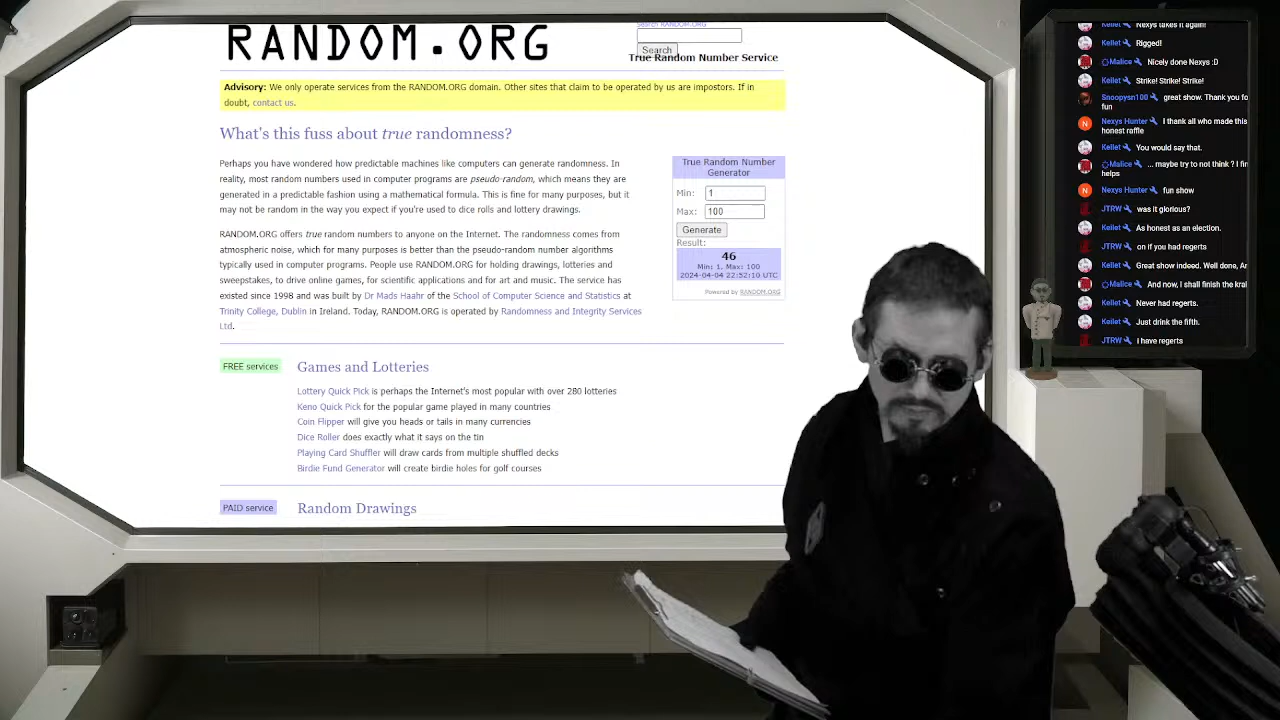 RANDOM.ORG
Search RANDOM.ORG
Search
True Random Number Service
Advisory: We only operate services from the RANDOM.ORG domain. Other sites that claim to be operated by us are impostors. If in
doubt, contact us.
What's this fuss about true randomness?
Perhaps you have wondered how predictable machines like computers can generate randomness. In
reality, most random numbers used in computer programs are pseudo-random, which means they are
generated in a predictable fashion using a mathematical formula. This is fine for many purposes, but it
may not be random in the way you expect if you're used to dice rolls and lottery drawings.
RANDOM.ORG offers true random numbers to anyone on the Internet. The randomness comes from
atmospheric noise, which for many purposes is better than the pseudo-random number algorithms
typically used in computer programs. People use RANDOM.ORG for holding drawings, lotteries and
sweepstakes, to drive online games, for scientific applications and for art and music. The service has
existed since 1998 and was built by Dr Mads Haahr of the School of Computer Science and Statistics at
Trinity College, Dublin in Ireland. Today, RANDOM.ORG is operated by Randomness and Integrity Services
Ltd.
True Random Number
Generator
Min: 1
Max: 100
Generate
Result:
46
Min: 1, Max: 100
2024-04-04 22:52:10 UTC
Powered by RANDOM.ORG
FREE services
Games and Lotteries
Lottery Quick Pick is perhaps the Internet's most popular with over 280 lotteries
Keno Quick Pick for the popular game played in many countries
Coin Flipper will give you heads or tails in many currencies
Dice Roller does exactly what it says on the tin
Playing Card Shuffler will draw cards from multiple shuffled decks
Birdie Fund Generator will create birdie holes for golf courses
PAID service
Random Drawings
Kellet Nexys takes it again!
Kellet Rigged!
Malice Nicely done Nexys :D
Kellet Strike! Strike! Strike!
Snoopysn100 great show. Thank you fo
fun
Nexys Hunter I thank all who made this
honest raffle
Kellet You would say that.
Malice ... maybe try to not think ? I fin
helps
Nexys Hunter fun show
JTRW was it glorious?
Kellet As honest as an election.
JTRW on if you had regerts
Kellet Great show indeed. Well done, Ar
Malice And now, I shall finish the kral
Kellet Never had regerts.
Kellet Just drink the fifth.
JTRW I have regerts